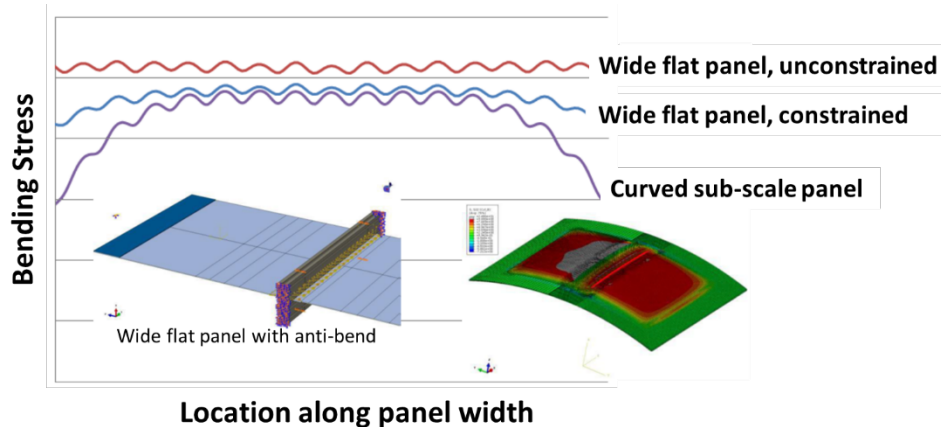 Bending Stress
Wide flat panel, unconstrained
Wide flat panel, constrained
Curved sub-scale panel
Wide flat panel with anti-bend
Location along panel width